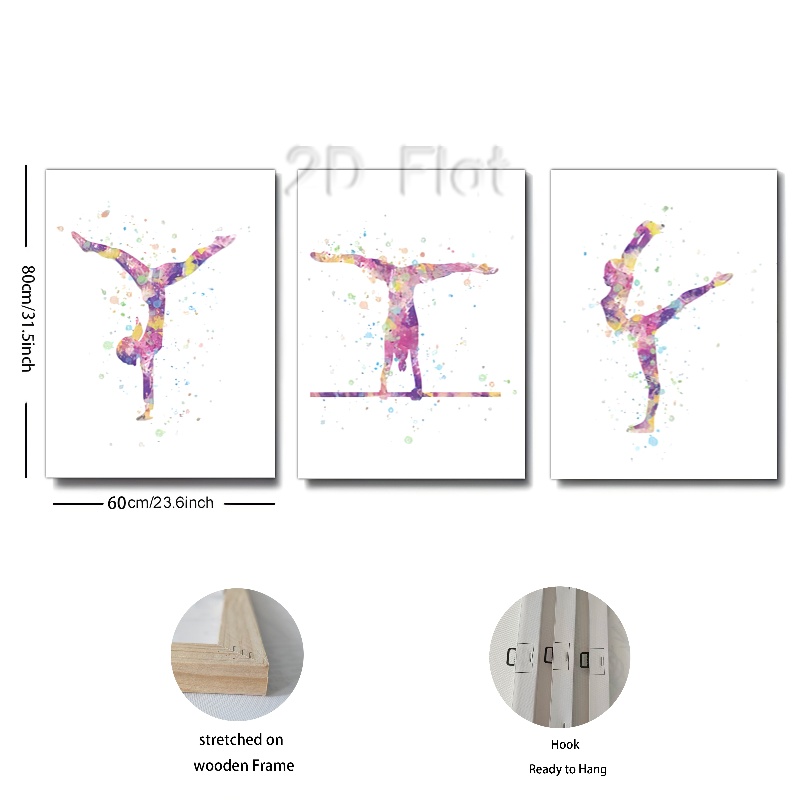 2D Flat
80cm/31.5inch
60cm/23.6inch
stretched on
wooden Frame
Hook
Ready to Hang